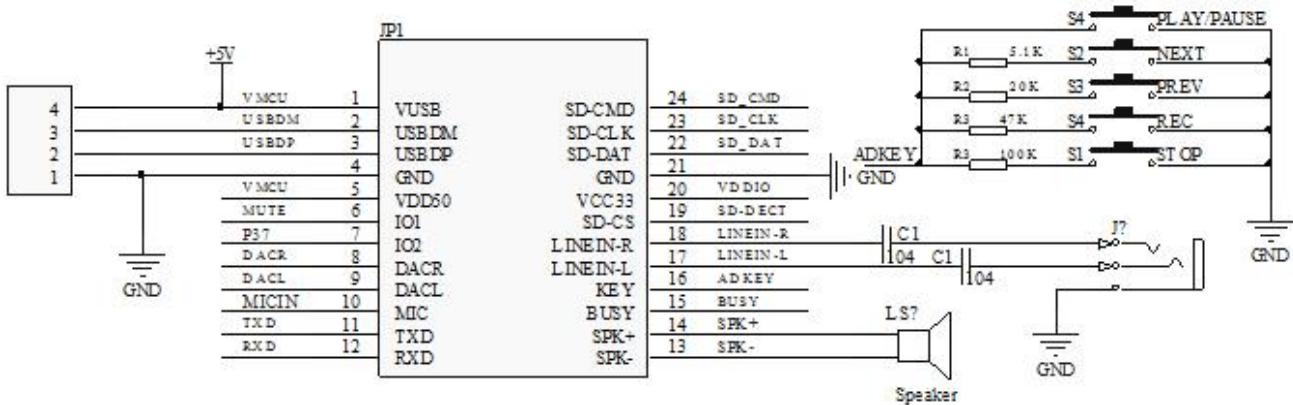 JP1
+5V
4
3
2
1
VMCU 1 VUSB
USBDM 2 USBDM
USBDP 3 USBDP
4 GND
VMCU 5 VDD50
MUTE 6 IO1
P37 7 IO2
DACR 8 DACR
DACL 9 DACL
MICIN 10 MIC
TXD 11 TXD
RXD 12 RXD
GND
SD-CMD 24 SD_CMD
SD-CLK 23 SD_CLK
SD-DAT 22 SD_DAT
GND 21
GND
VCC33 20 VDDIO
SD-CS 19 SD-DECT
LINEIN-R 18 LINEIN-R
LINEIN-L 17 LINEIN-L
KEY 16 ADKEY
BUSY 15 BUSY
SPK+ 14 SPK+
SPK- 13 SPK-
S4 PLAY/PAUSE
R1 5.1K S2 NEXT
R2 20K S3 PREV
R3 47K S4 REC
ADKEY R3 100K S1 STOP
GND
C1
104
C1
104
J?
GND
LS?
Speaker